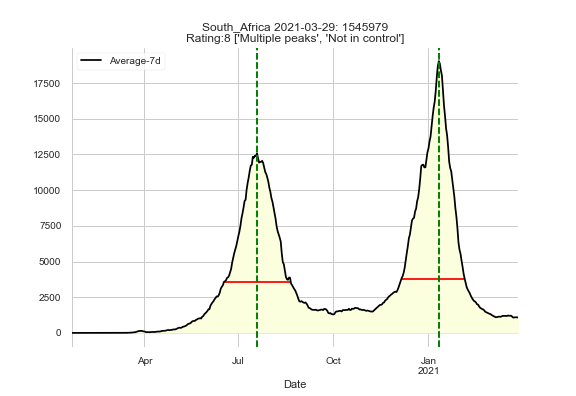 South_Africa 2021-03-29: 1545979
Rating:8 ['Multiple peaks', 'Not in control']
Average-7d
17500
15000
12500
10000
7500
5000
2500
0
Apr
Jul
Oct
Jan
2021
Date